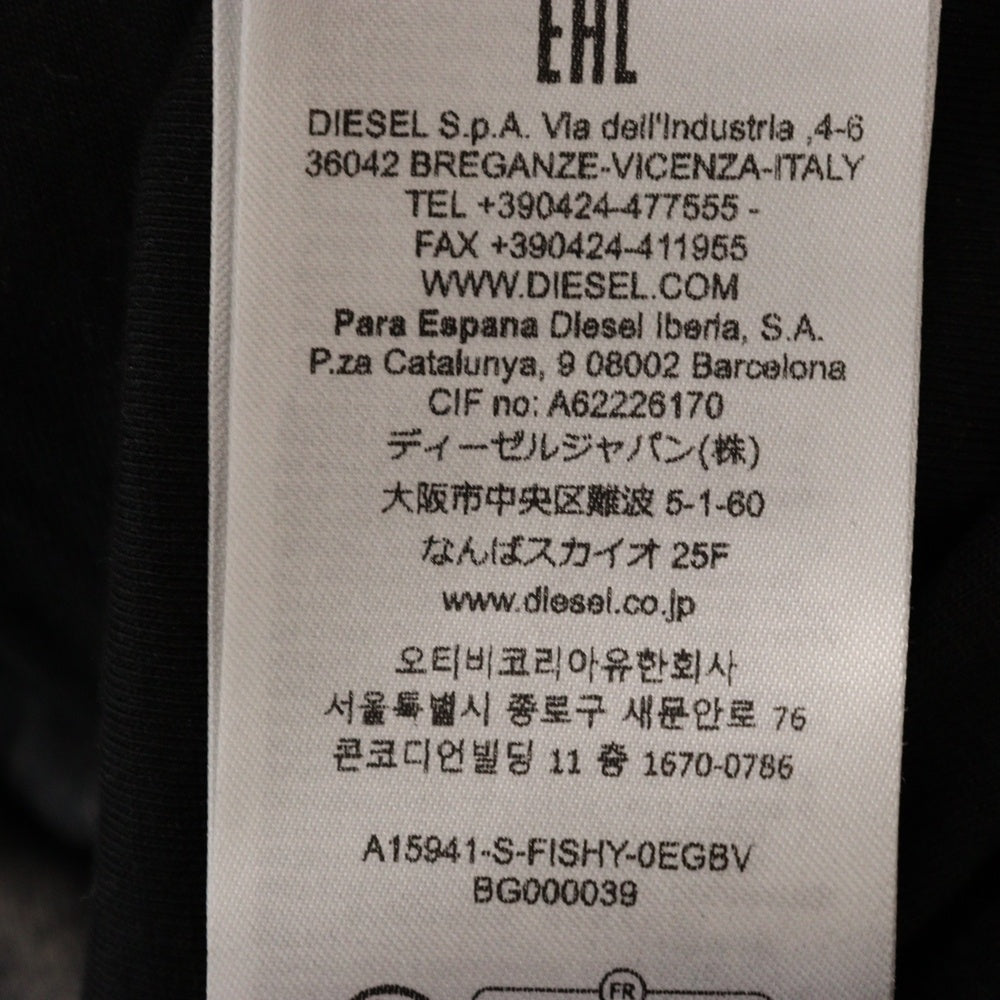 EAC
DIESEL S.p.A. Via dell'Industria ,4-6
36042 BREGANZE-VICENZA-ITALY
TEL +390424-477555 -
FAX +390424-411955
WWW.DIESEL.COM
Para Espana Diesel Iberia, S.A.
P.za Catalunya, 9 08002 Barcelona
CIF no: A62226170
ディーゼルジャパン(株)
大阪市中央区難波 5-1-60
なんばスカイオ 25F
www.diesel.co.jp
오티비코리아유한회사
서울특별시 종로구 새문안로 76
콘코디언빌딩 11 층 1670-0786
A15941-S-FISHY-0EGBV
BG000039
FR